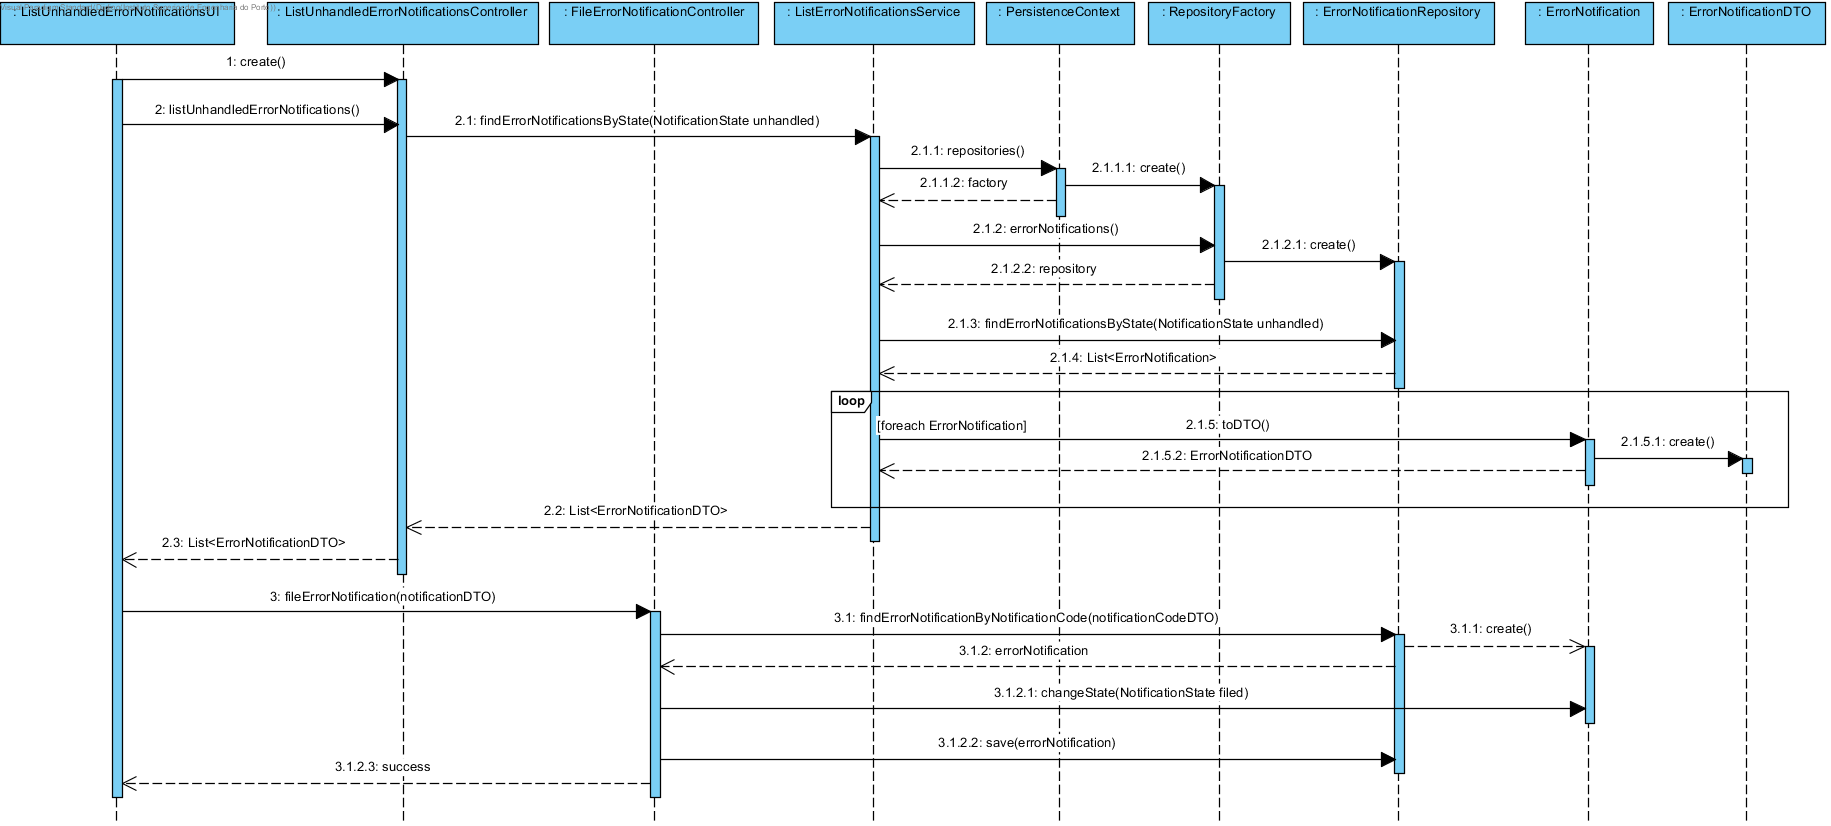 : ListUnhandledErrorNotificationsUI
: ListUnhandledErrorNotificationsController
: FileErrorNotificationController
: ListErrorNotificationsService
: PersistenceContext
: RepositoryFactory
: ErrorNotificationRepository
: ErrorNotification
: ErrorNotificationDTO
1: create()
2: listUnhandledErrorNotifications()
2.1: findErrorNotificationsByState(NotificationState unhandled)
2.1.1: repositories()
2.1.1.1: create()
2.1.1.2: factory
2.1.2: errorNotifications()
2.1.2.1: create()
2.1.2.2: repository
2.1.3: findErrorNotificationsByState(NotificationState unhandled)
2.1.4: List<ErrorNotification>
loop
[foreach ErrorNotification]
2.1.5: toDTO()
2.1.5.1: create()
2.1.5.2: ErrorNotificationDTO
2.2: List<ErrorNotificationDTO>
2.3: List<ErrorNotificationDTO>
3: fileErrorNotification(notificationDTO)
3.1: findErrorNotificationByNotificationCode(notificationCodeDTO)
3.1.1: create()
3.1.2: errorNotification
3.1.2.1: changeState(NotificationState filed)
3.1.2.2: save(errorNotification)
3.1.2.3: success